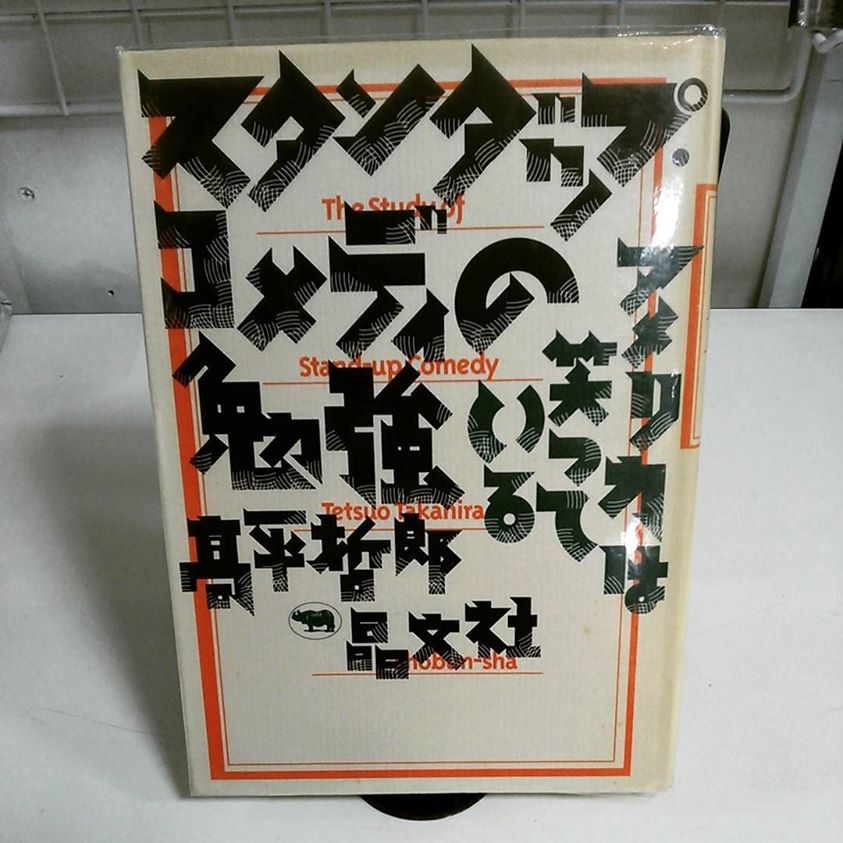 スタンダップ・
The Study of
コメディの
Stand-up Comedy
勉強
アメリカは
笑って
いる
Tetsuo Takahira
高平哲郎
晶文社
Shobun-sha